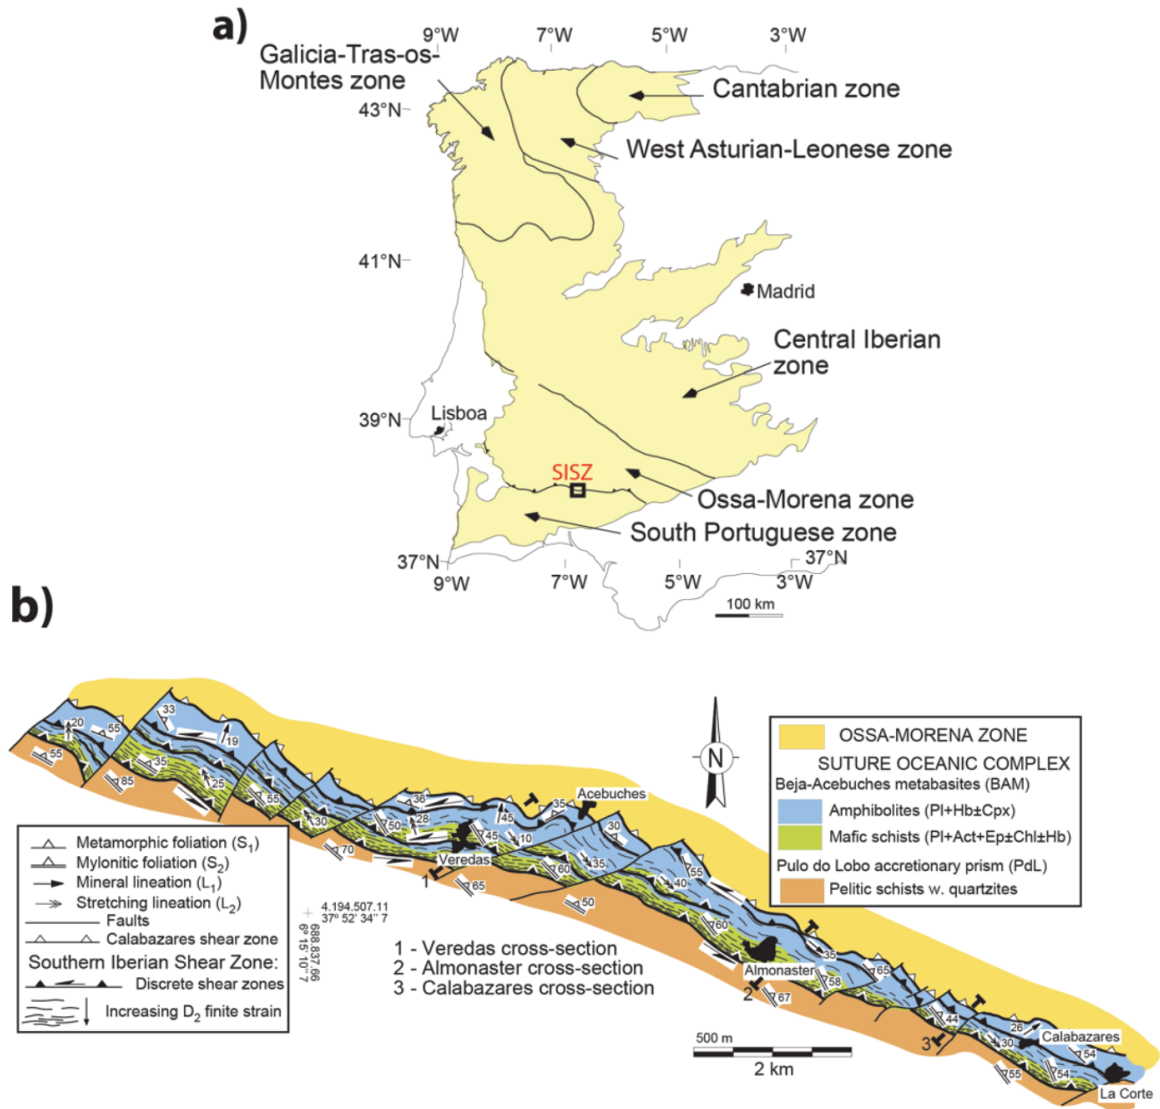 a)
9°W 7°W 5°W 3°W
Galicia-Tras-os-
Montes zone
Cantabrian zone
43°N
West Asturian-Leonese zone
41°N
Madrid
Central Iberian
zone
39°N
Lisboa
SISZ
Ossa-Morena zone
South Portuguese zone
37°N
37°N
9°W 7°W 5°W 3°W
100 km
b)
33
20
55
19
55
35
85
25
55
30
70
36
50
28
45
35
Acebuches
45
10
30
Veredas
1
65
60
35
40
55
50
60
N
OSSA-MORENA ZONE
SUTURE OCEANIC COMPLEX
Beja-Acebuches metabasites (BAM)
Amphibolites (Pl+Hb±Cpx)
Mafic schists (Pl+Act+Ep±Chl±Hb)
Pulo do Lobo accretionary prism (PdL)
Pelitic schists w. quartzites
Metamorphic foliation (S1)
Mylonitic foliation (S2)
Mineral lineation (L1)
Stretching lineation (L2)
Faults
Calabazares shear zone
Southern Iberian Shear Zone:
Discrete shear zones
Increasing D2 finite strain
4.194.507.11
37° 52' 34'' 7
688.837.66
6° 15' 10'' 7
1 - Veredas cross-section
2 - Almonaster cross-section
3 - Calabazares cross-section
Almonaster
2
67
58
35
65
44
3
26
30
Calabazares
54
55
54
La Corte
500 m
2 km